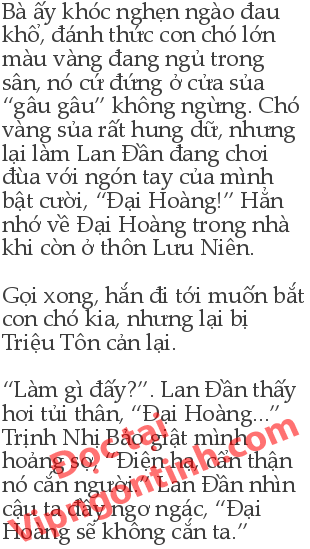 Bà ấy khóc nghẹn ngào đau
khổ, đánh thức con chó lớn
màu vàng đang ngủ trong
sân, nó cứ đứng ở cửa sủa
“gâu gâu” không ngừng. Chó
vàng sủa rất hung dữ, nhưng
lại làm Lan Đần đang chơi
đùa với ngón tay của mình
bật cười, “Đại Hoàng!” Hắn
nhớ về Đại Hoàng trong nhà
khi còn ở thôn Lưu Niên.
Gọi xong, hắn đi tới muốn bắt
con chó kia, nhưng lại bị
Triệu Tôn cản lại.
“Làm gì đấy?”. Lan Đần thấy
hơi tủi thân, “Đại Hoàng...”
Trịnh Nhị Bảo giật mình
hoảng sợ, “Điện hạ, cẩn thận
nó cắn người.” Lan Đần nhìn
cậu ta đầy ngơ ngác, “Đại
Hoàng sẽ không cắn ta.”
Đọc tại
Vipngontinh.com